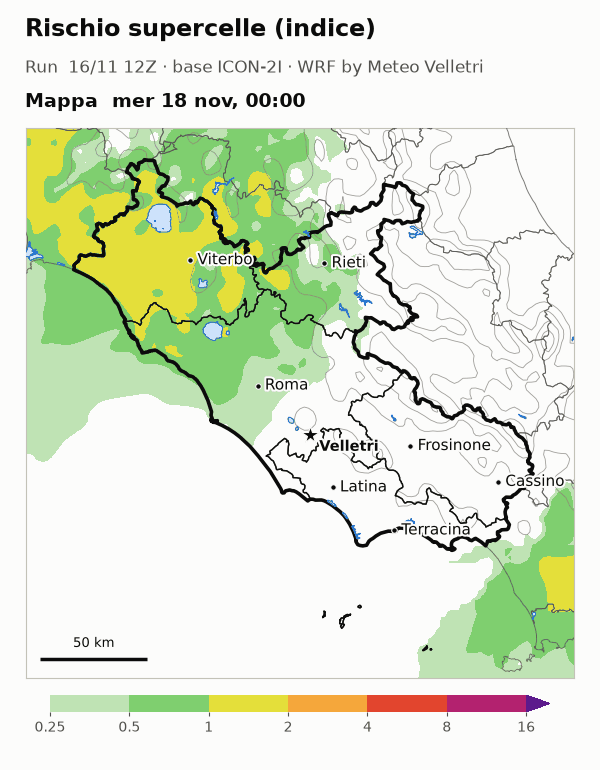 Rischio supercelle (indice)
Run  16/11 12Z · base ICON-2I · WRF by Meteo Velletri
Mappa  mer 18 nov, 00:00
Viterbo
Rieti
Roma
Velletri
Frosinone
Latina
Cassino
Terracina
50 km
0.25 0.5 1 2 4 8 16